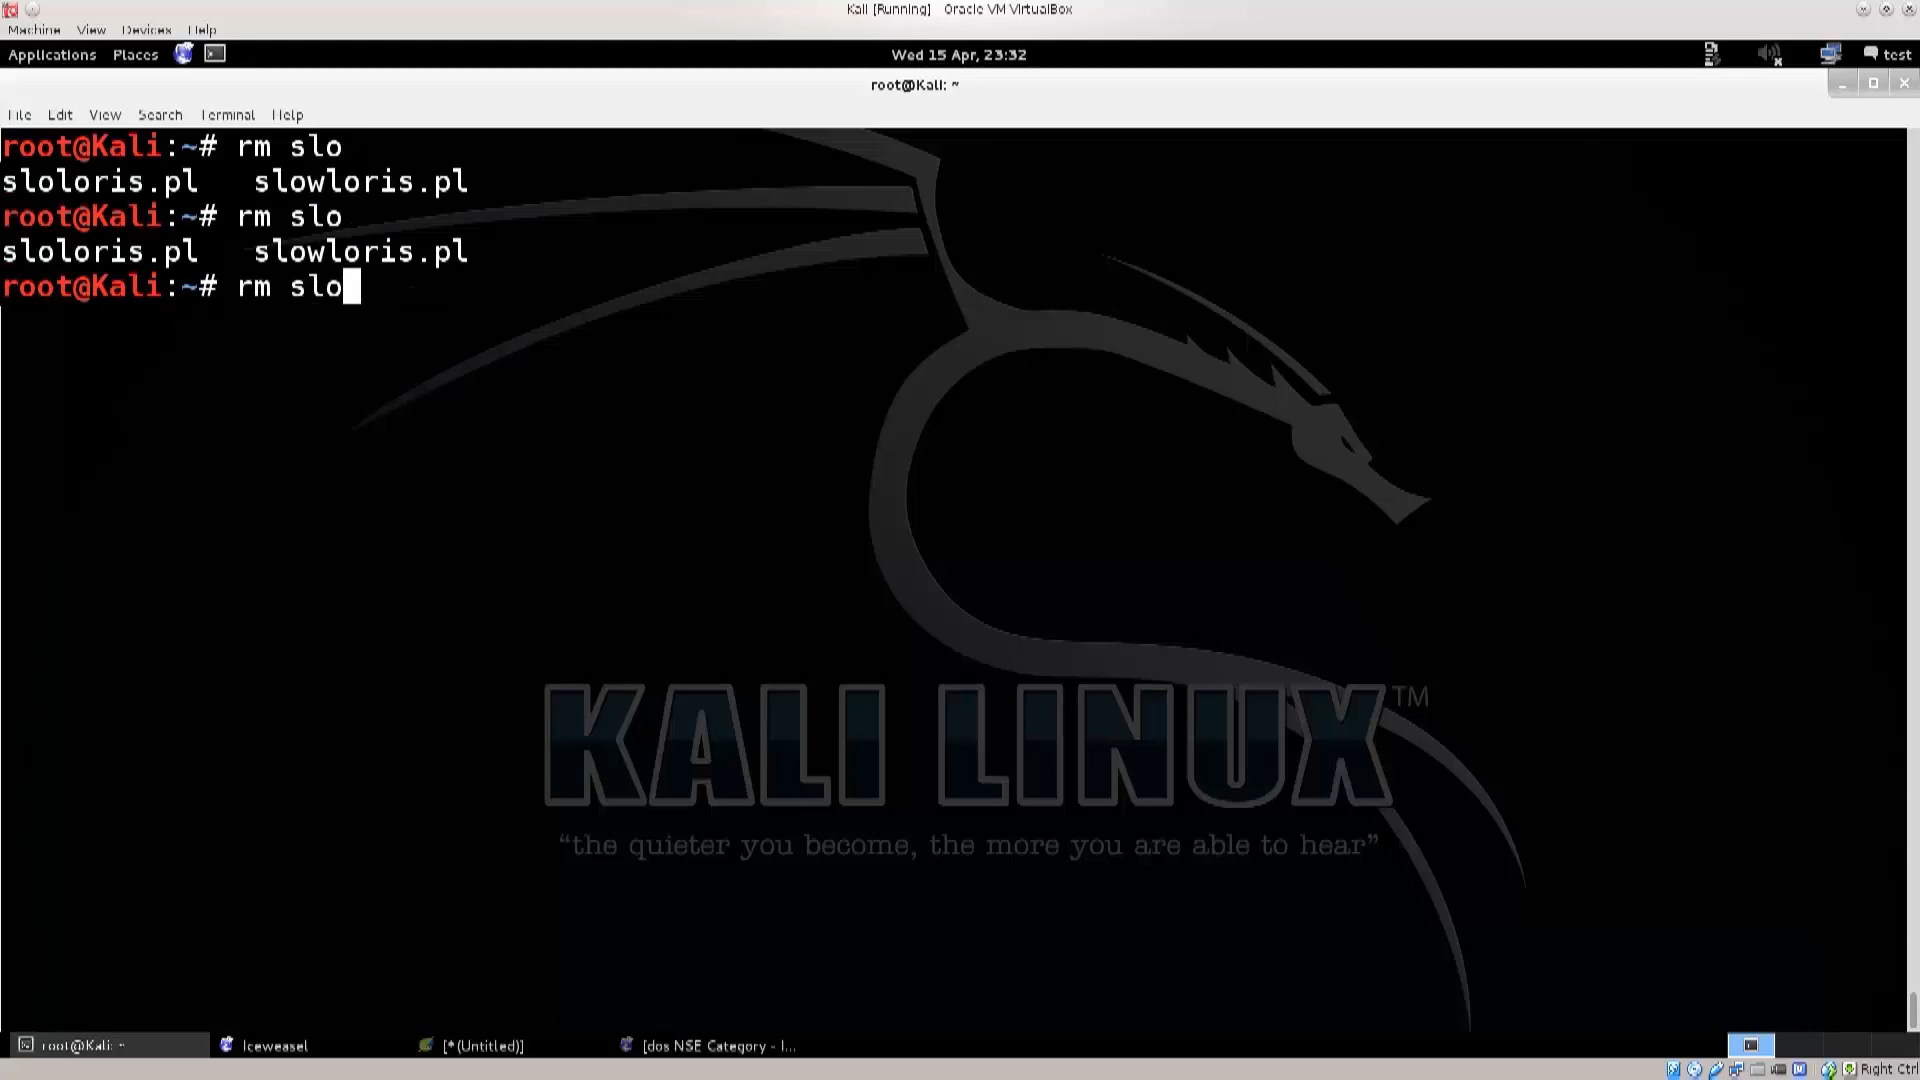 Kali [Running] - Oracle VM VirtualBox
Machine View Devices Help
Applications Places Wed 15 Apr, 23:32 test
root@Kali: ~
File Edit View Search Terminal Help
root@Kali:~# rm slo
sloloris.pl slowloris.pl
root@Kali:~# rm slo
sloloris.pl slowloris.pl
root@Kali:~# rm slo
KALI LINUX™
“the quieter you become, the more you are able to hear”
root@Kali: ~ Iceweasel [*(Untitled)] [dos NSE Category - I...
Right Ctrl